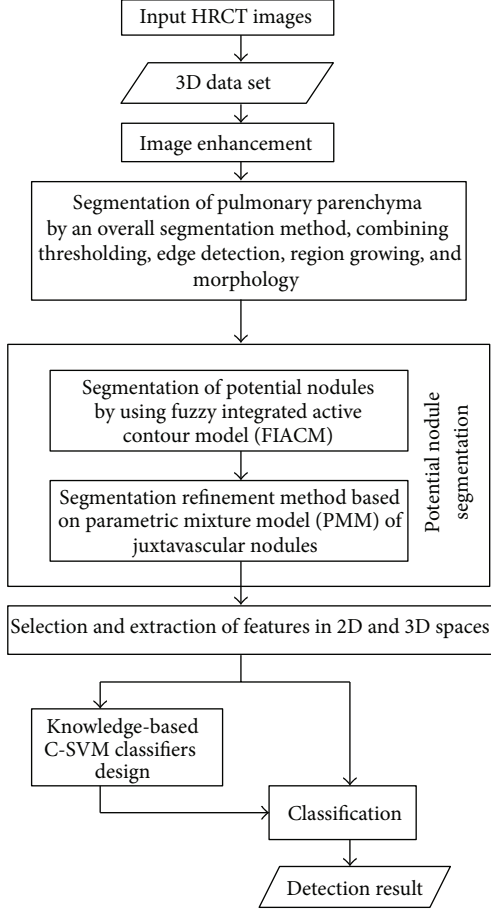 Input HRCT images
3D data set
Image enhancement
Segmentation of pulmonary parenchyma
by an overall segmentation method, combining
thresholding, edge detection, region growing, and
morphology
Segmentation of potential nodules
by using fuzzy integrated active
contour model (FIACM)
Segmentation refinement method based
on parametric mixture model (PMM) of
juxtavascular nodules
Potential node
segmentation
Selection and extraction of features in 2D and 3D spaces
Knowledge-based
C-SVM classifiers
design
Classification
Detection result